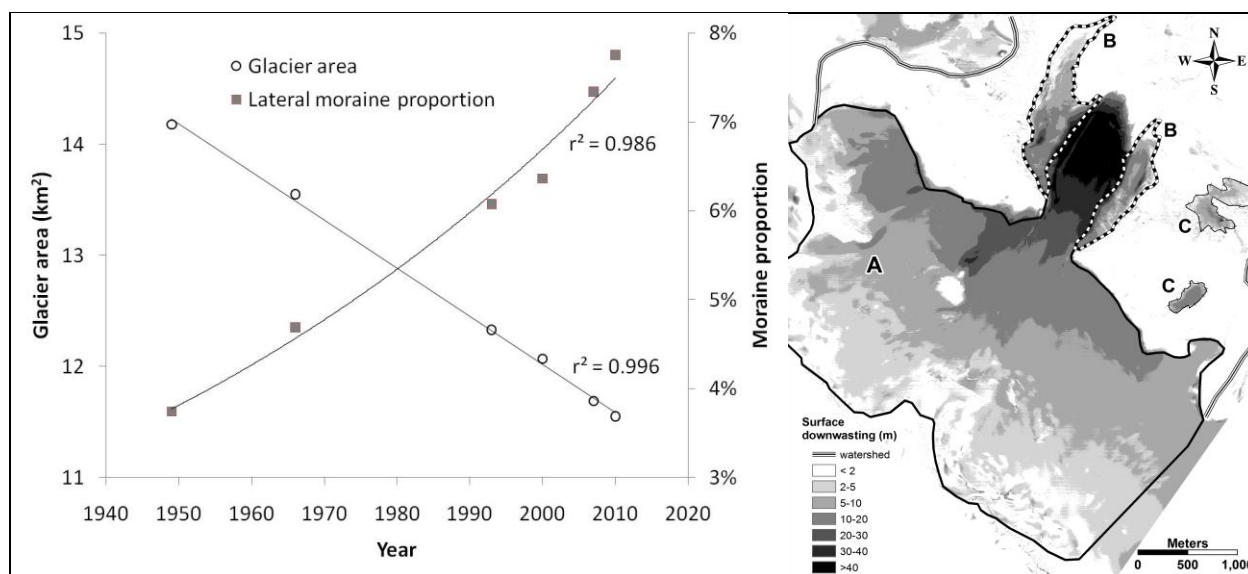 15
14
13
12
11
Glacier area (km²)
8%
7%
6%
5%
4%
3%
Moraine proportion
Glacier area
Lateral moraine proportion
r² = 0.986
r² = 0.996
1940 1950 1960 1970 1980 1990 2000 2010 2020
Year
N
W E
S
B
B
C
C
A
Surface
downwasting (m)
watershed
< 2
2-5
5-10
10-20
20-30
30-40
>40
Meters
0 500 1,00